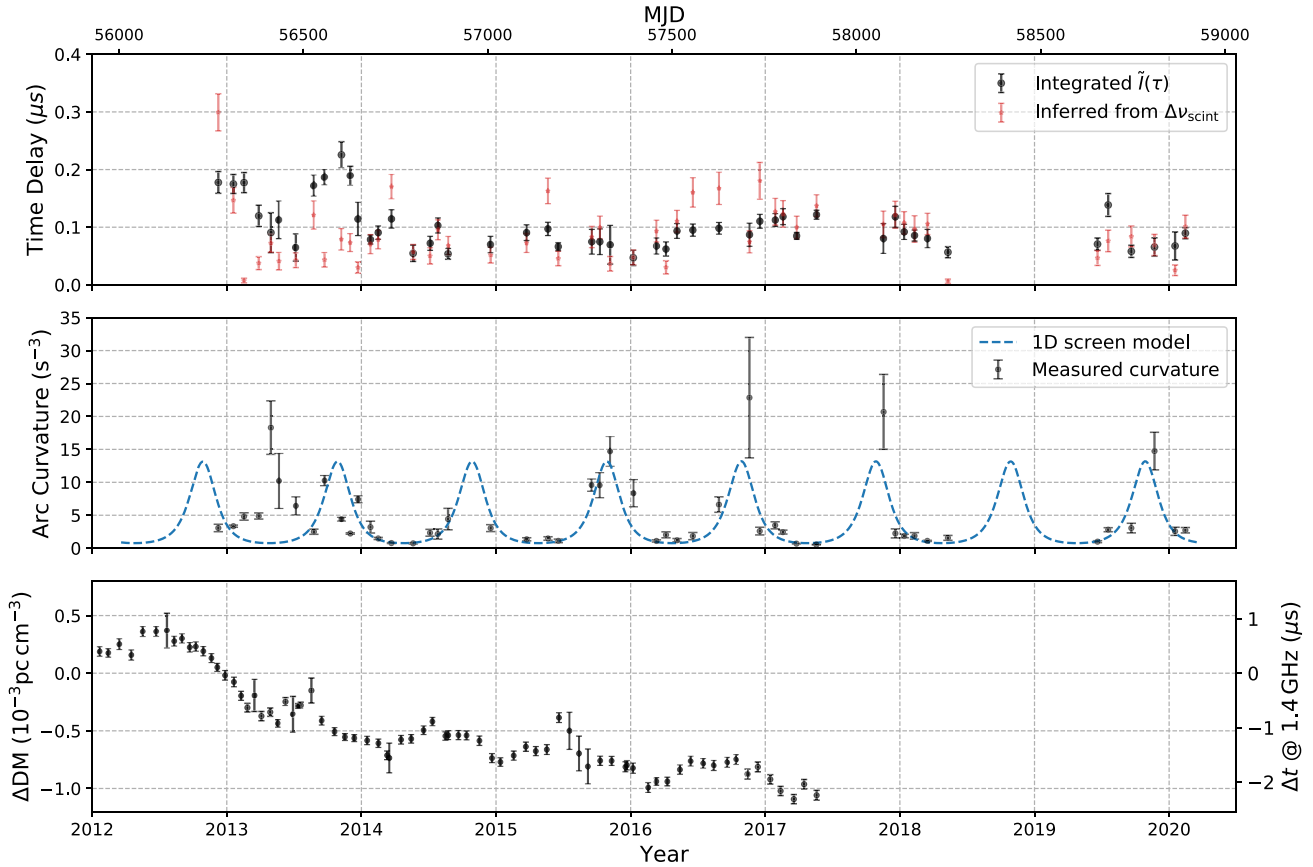 MJD
56000 56500 57000 57500 58000 58500 59000
0.4
0.3
0.2
0.1
0.0
Time Delay (μs)
Integrated Ĩ(τ)
Inferred from Δν_scint
35
30
25
20
15
10
5
0
Arc Curvature (s⁻³)
1D screen model
Measured curvature
0.5
0.0
−0.5
−1.0
ΔDM (10⁻³pc cm⁻³)
1
0
−1
−2
Δt @ 1.4 GHz (μs)
2012 2013 2014 2015 2016 2017 2018 2019 2020
Year